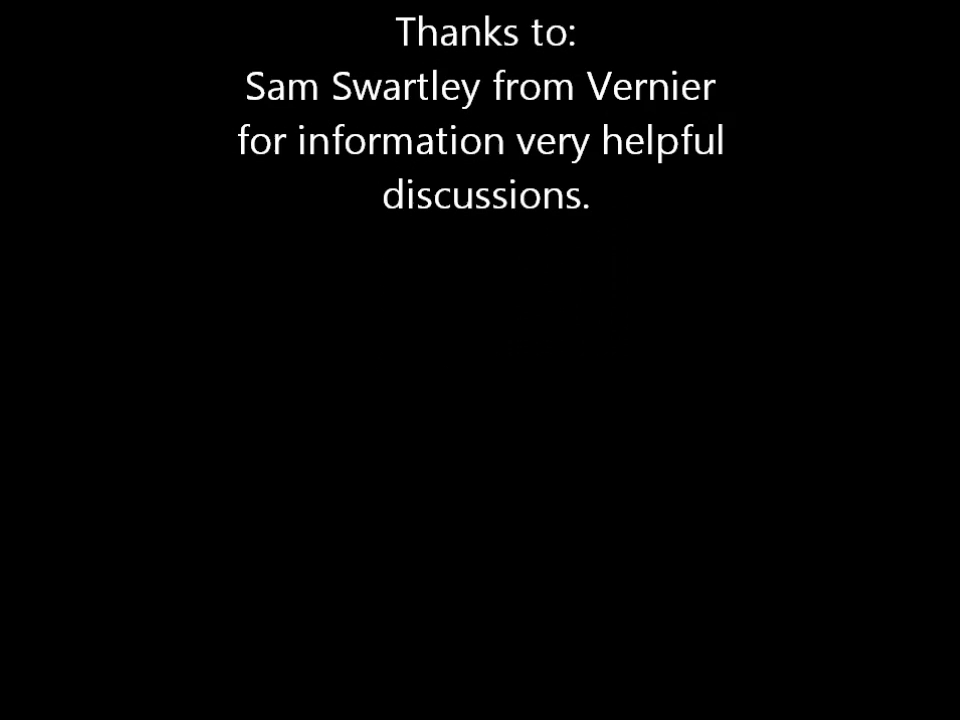 Thanks to:
Sam Swartley from Vernier
for information very helpful
discussions.